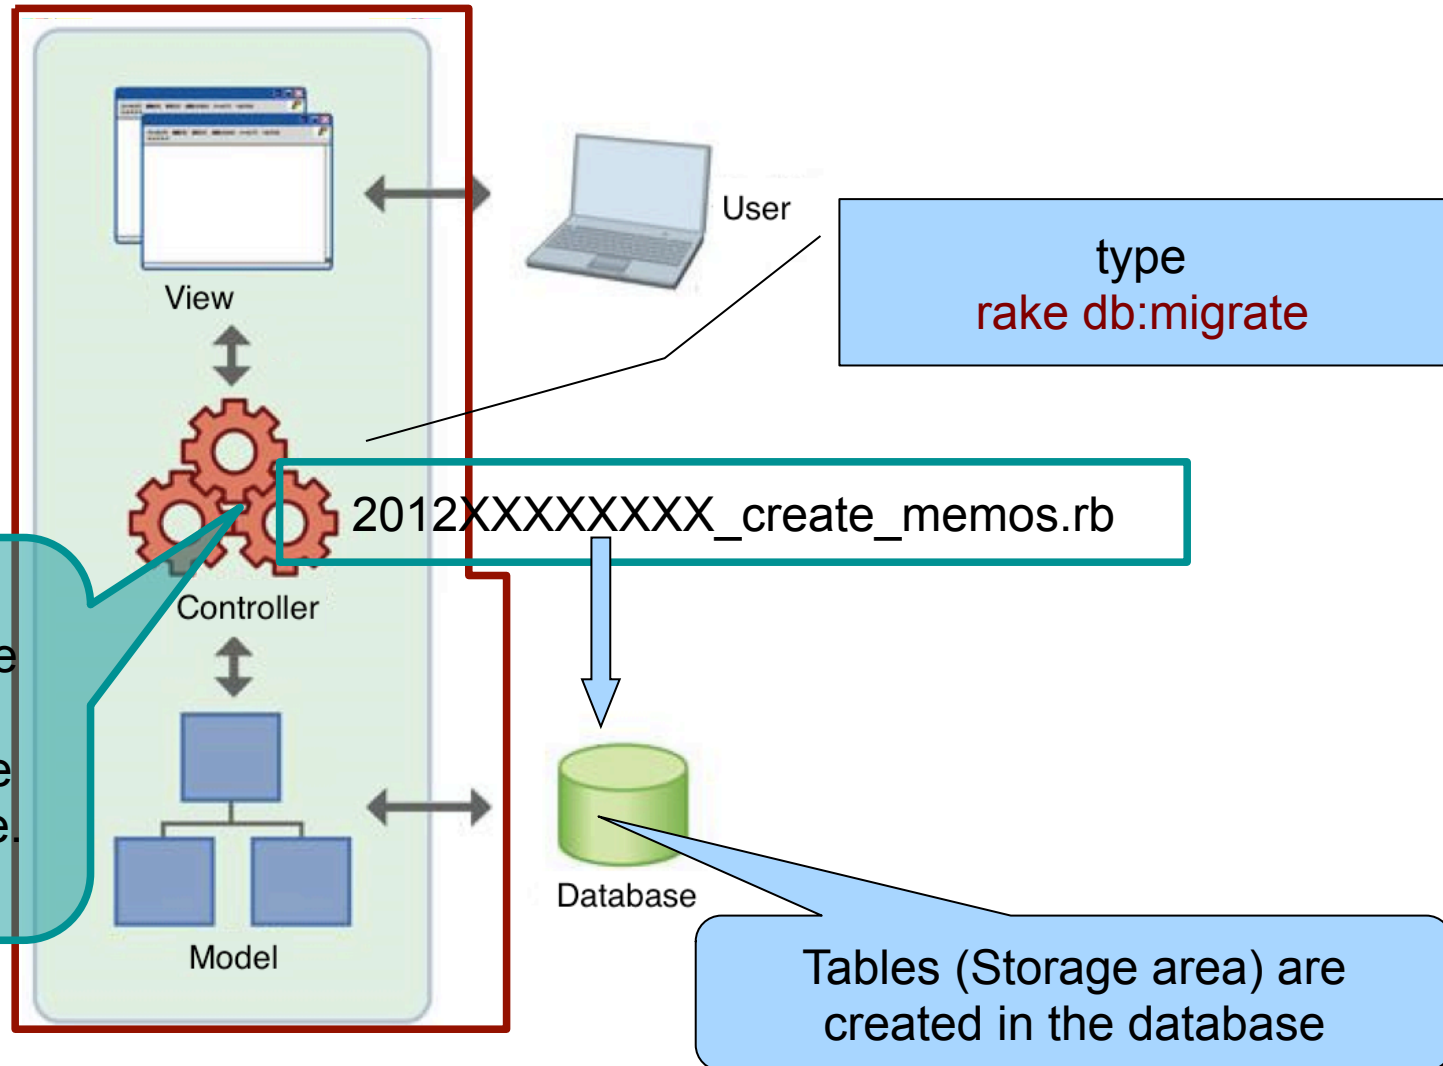 View
User
type
rake db:migrate
2012XXXXXXXX_create_memos.rb
Controller
Model
Database
Tables (Storage area) are
created in the database